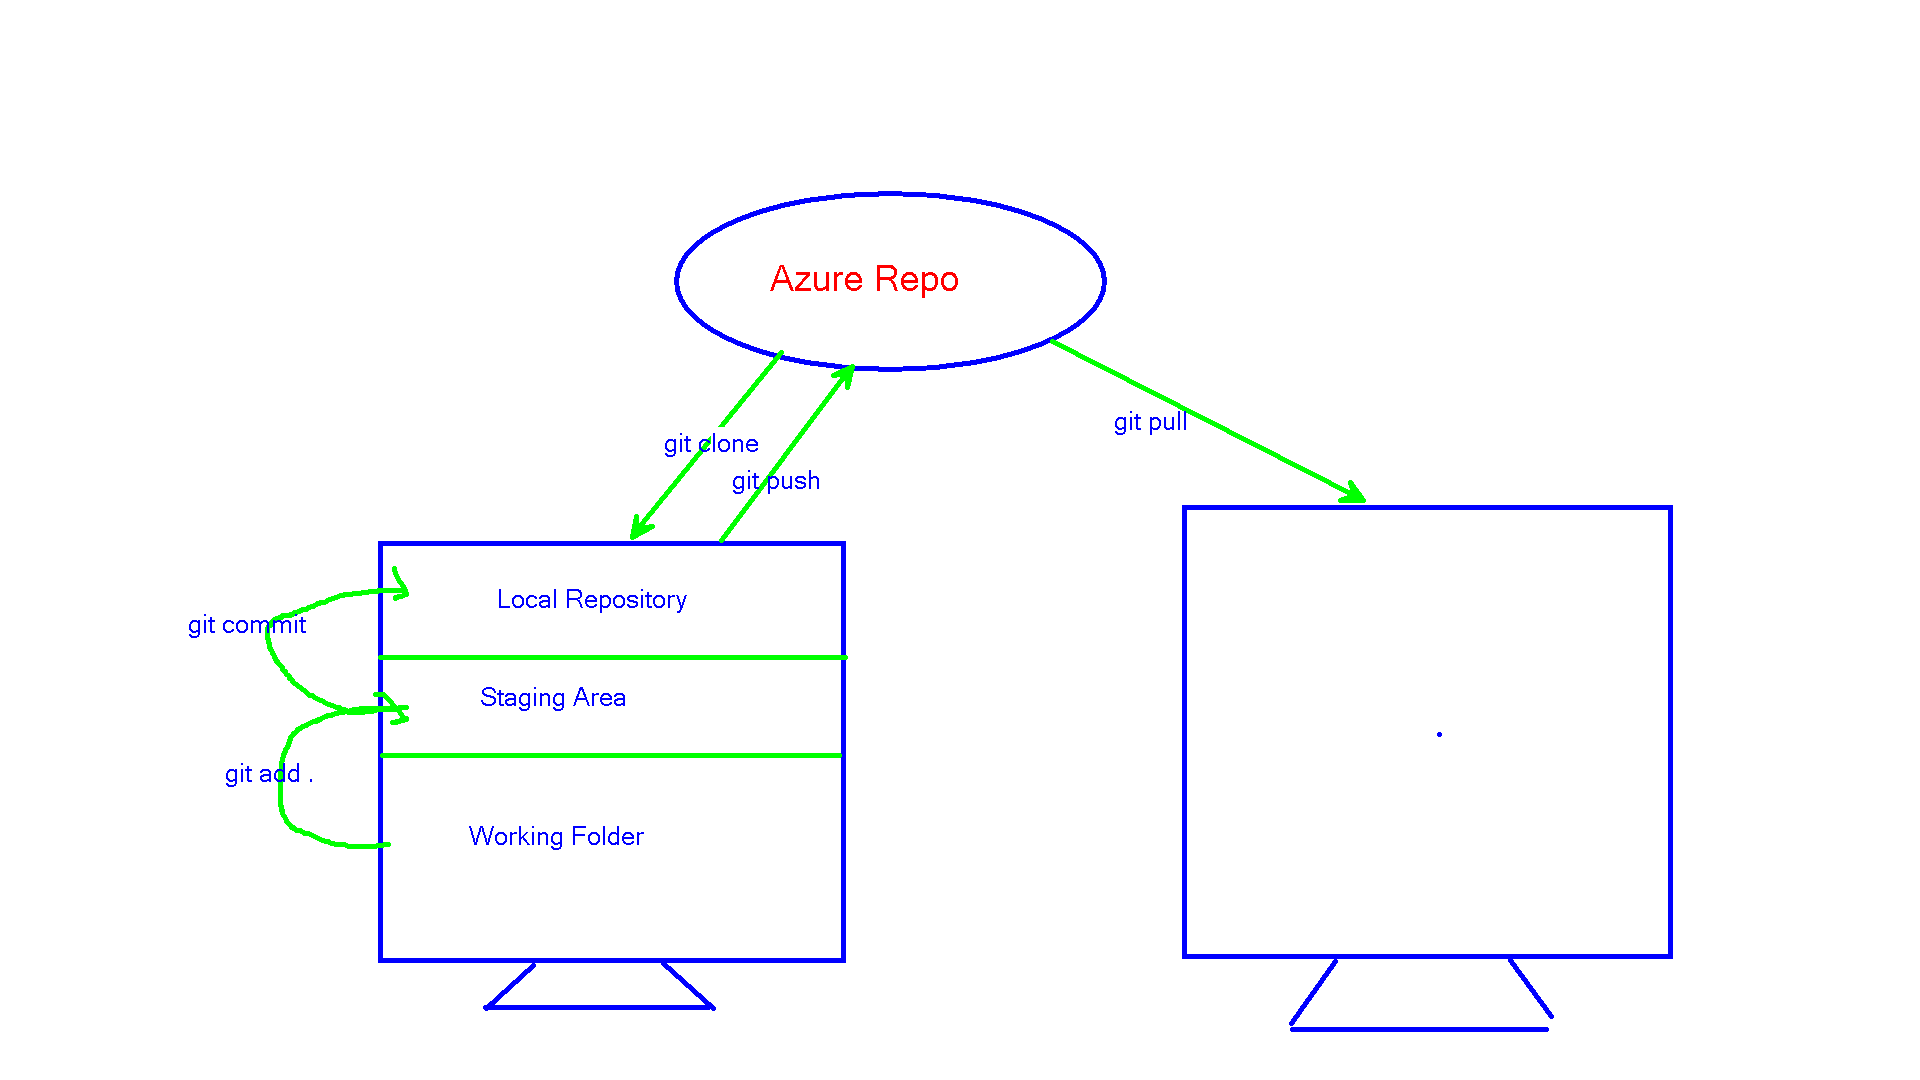 Azure Repo
git pull
git clone
git push
Local Repository
git commit
Staging Area
git add .
Working Folder